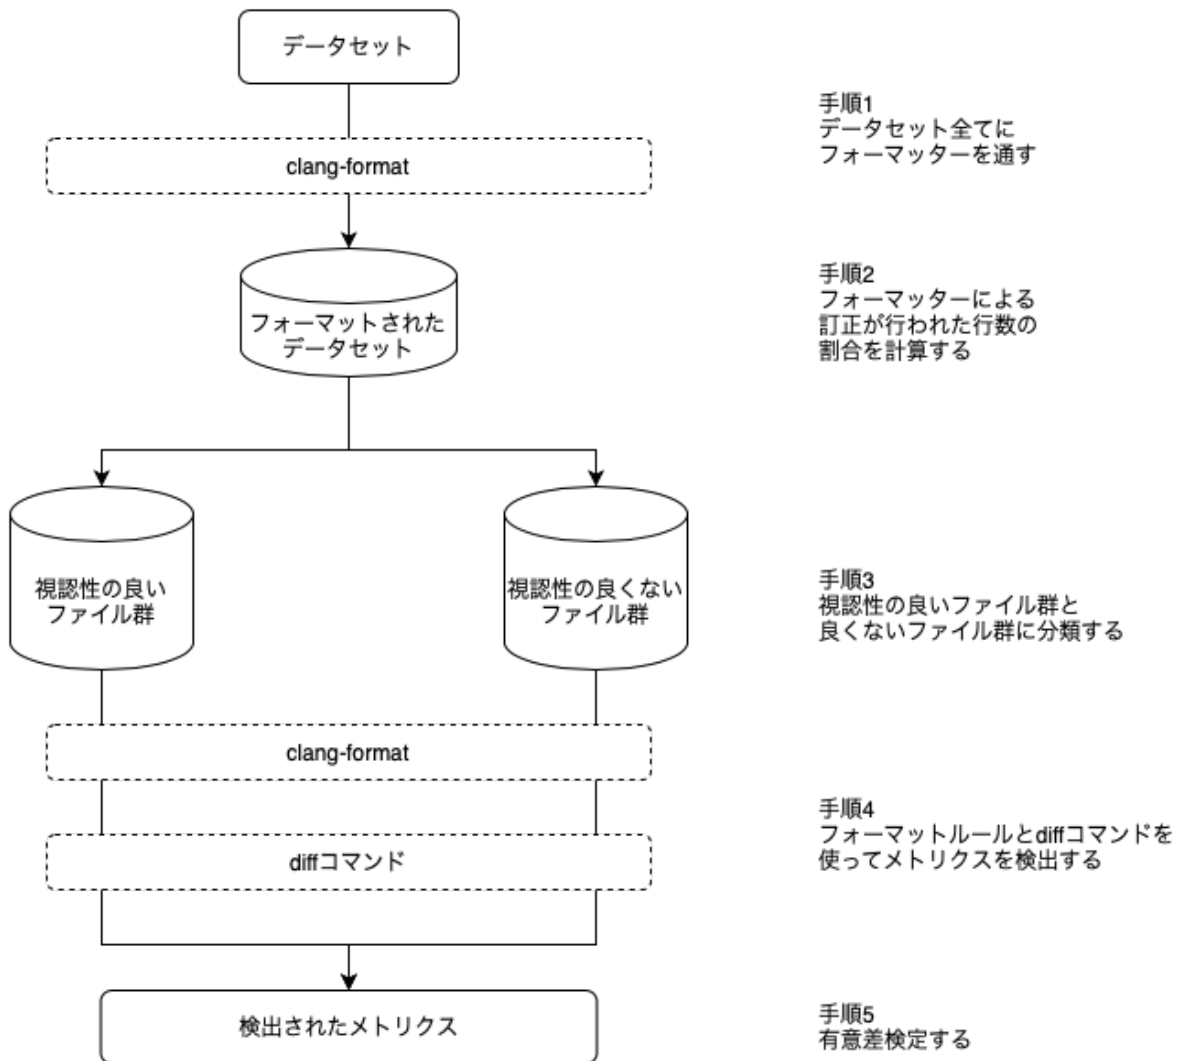 データセット
手順1
データセット全てに
フォーマッターを通す
clang-format
手順2
フォーマッターによる
訂正が行われた行数の
割合を計算する
フォーマットされた
データセット
視認性の良い
ファイル群
視認性の良くない
ファイル群
手順3
視認性の良いファイル群と
良くないファイル群に分類する
clang-format
手順4
フォーマットルールとdiffコマンドを
使ってメトリクスを検出する
diffコマンド
検出されたメトリクス
手順5
有意差検定する